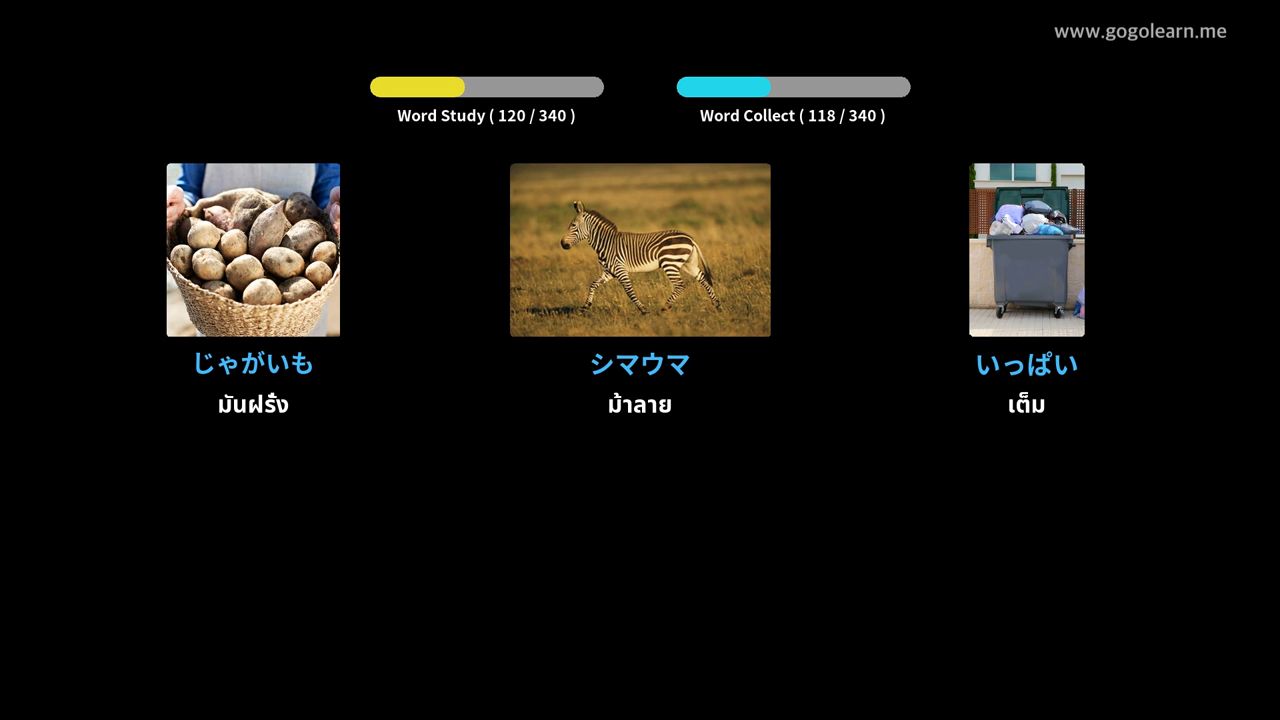 www.gogolearn.me
Word Study ( 120 / 340 )
Word Collect ( 118 / 340 )
じゃがいも
シマウマ
いっぱい
มันฝรั่ง
ม้าลาย
เต็ม